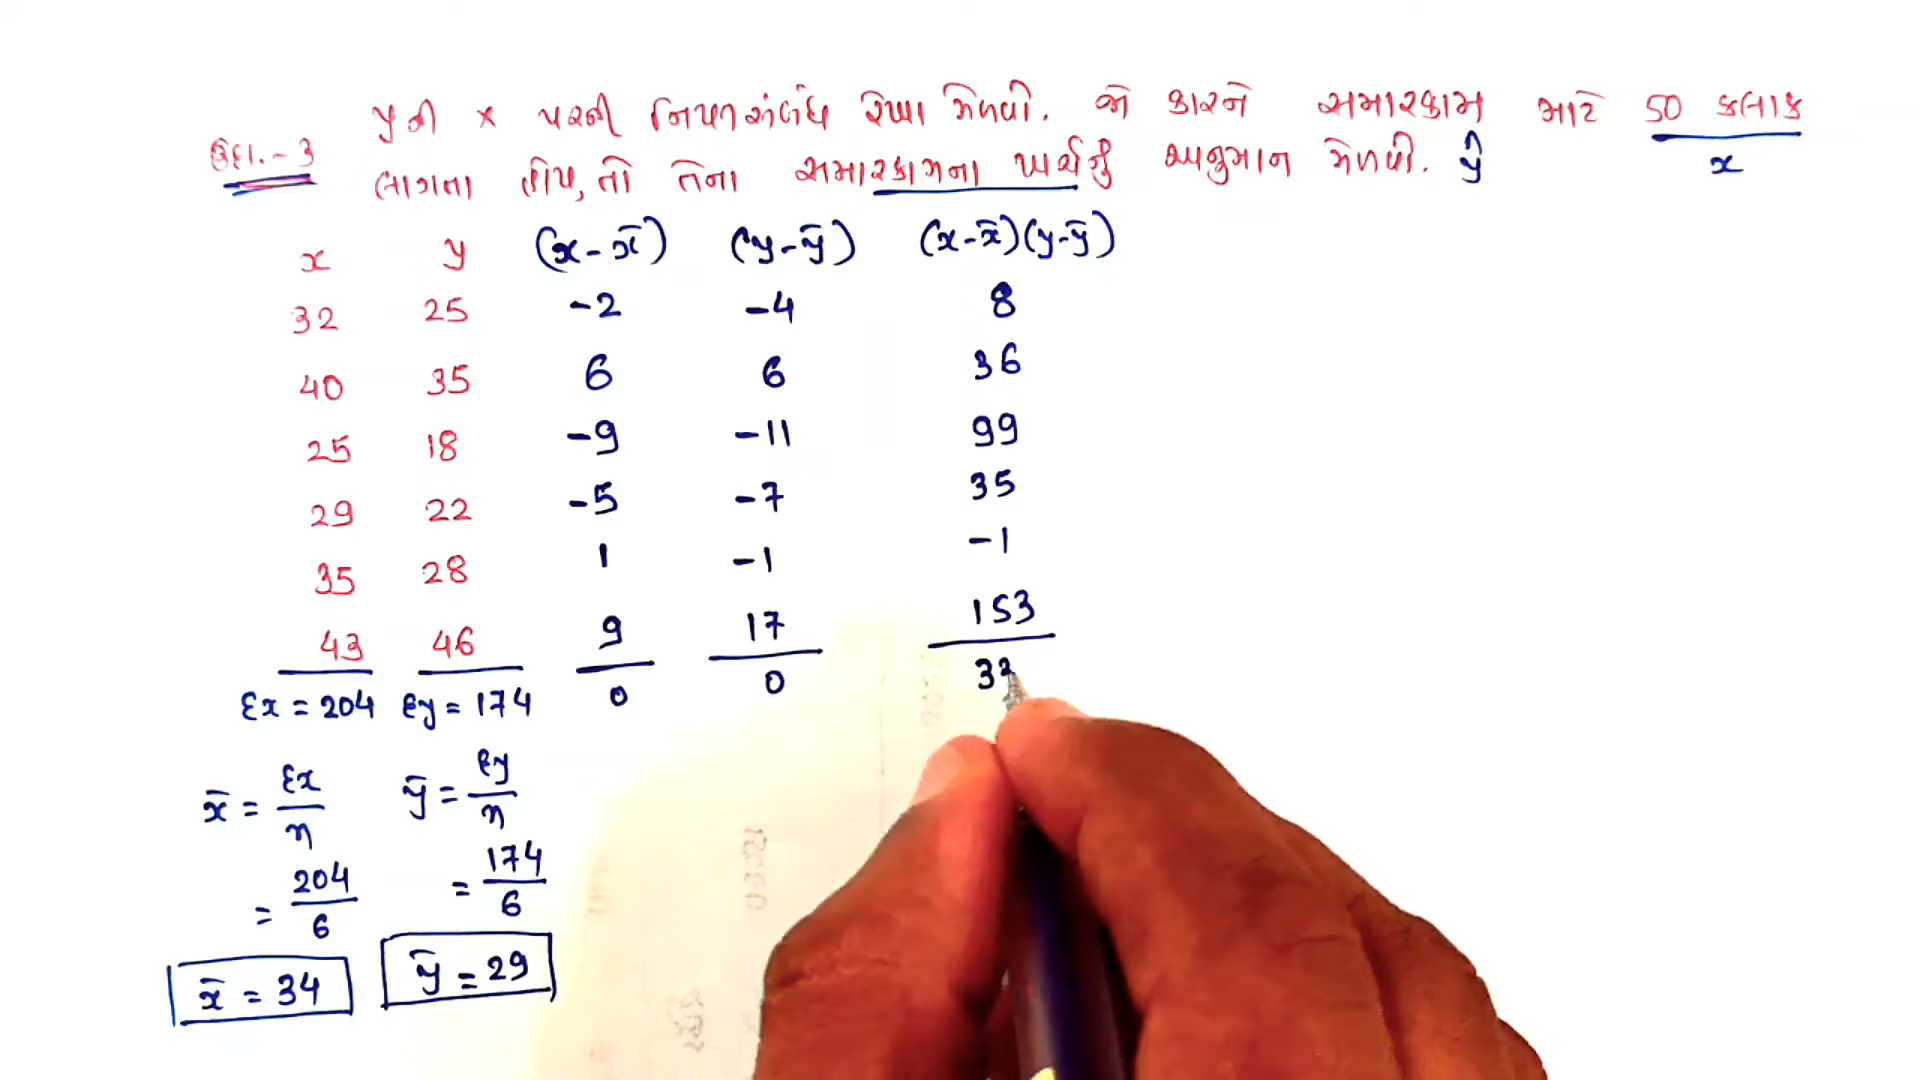 ઉદા.-3 yની x પરની નિયતસંબંધ રેખા મેળવો. જો કારને સમારકામ માટે 50 કલાક
લાગતા હોય, તો તેના સમારકામના ખર્ચનું અનુમાન મેળવો. ŷ x
x y (x-x̄) (y-ȳ) (x-x̄)(y-ȳ)
32 25 -2 -4 8
40 35 6 6 36
25 18 -9 -11 99
29 22 -5 -7 35
35 28 1 -1 -1
43 46 9 17 153
Σx = 204 Σy = 174 0 0 33
x̄ = Σx/n ȳ = Σy/n
= 204/6 = 174/6
x̄ = 34 ȳ = 29